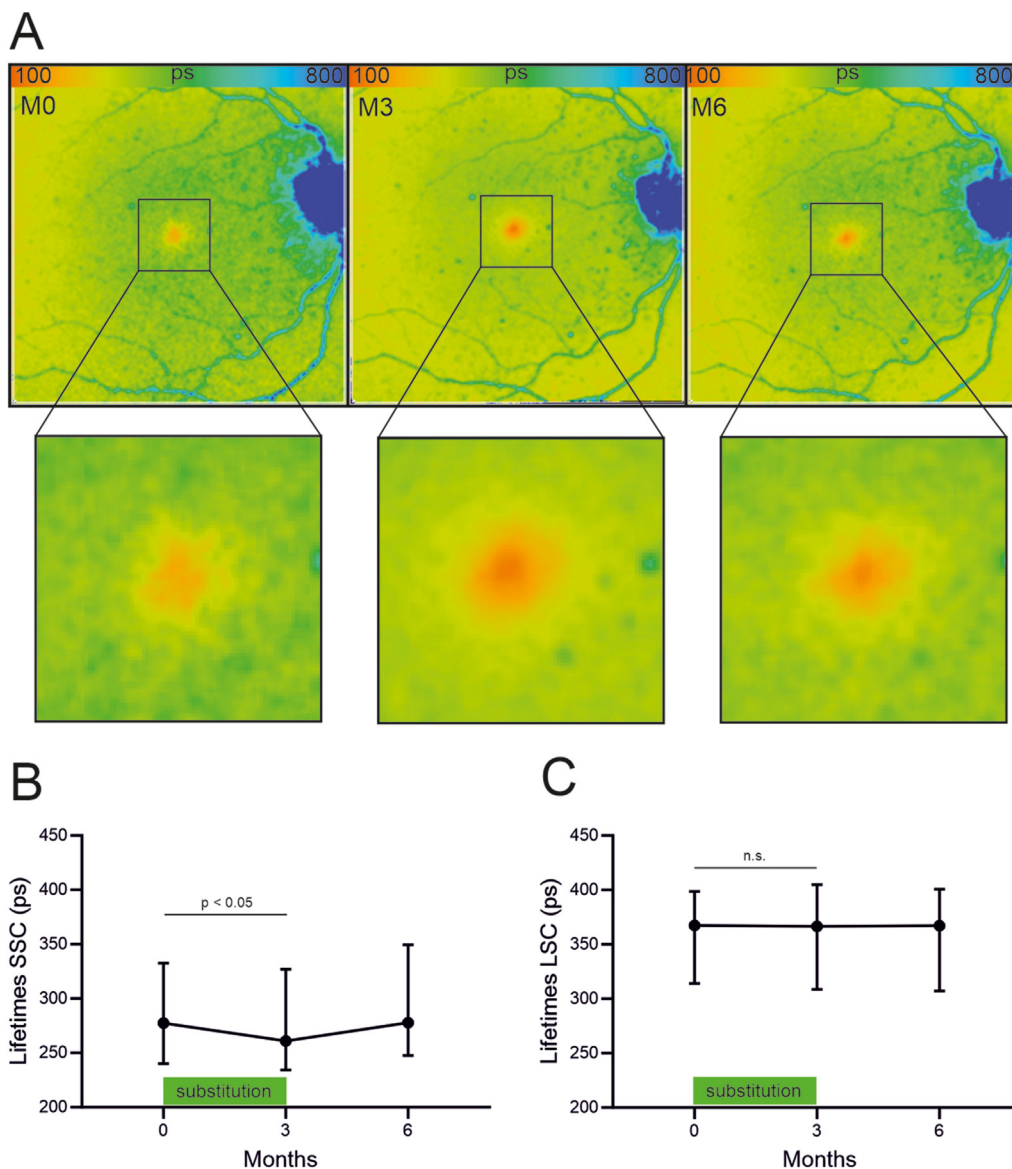 A
100 ps 800 100 ps 800 100 ps 800
M0 M3 M6
B
C
450
400
350
300
250
200
Lifetimes SSC (ps)
p < 0.05
substitution
0 3 6
Months
450
400
350
300
250
200
Lifetimes LSC (ps)
n.s.
substitution
0 3 6
Months